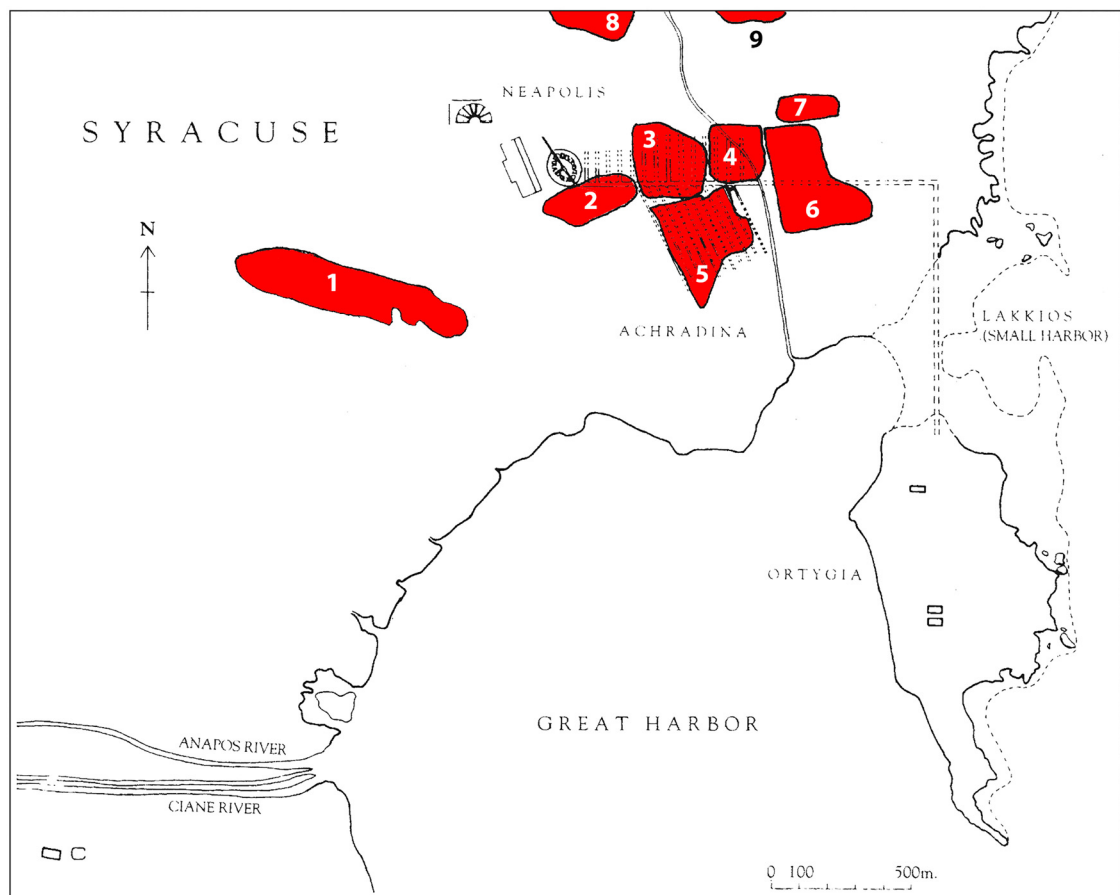 8
9
NEAPOLIS
SYRACUSE
7
3
4
2
6
N
1
5
LAKKIOS
(SMALL HARBOR)
ACHRADINA
ORTYGIA
GREAT HARBOR
ANAPOS RIVER
CIANE RIVER
C
0 100 500m.